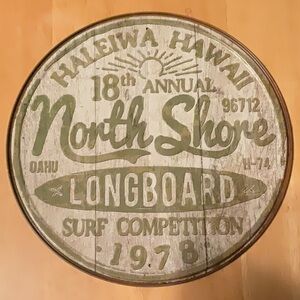 HALEIWA HAWAII
18th ANNUAL
96712
North Shore
OAHU
H-74
LONGBOARD
SURF COMPETITION
1978